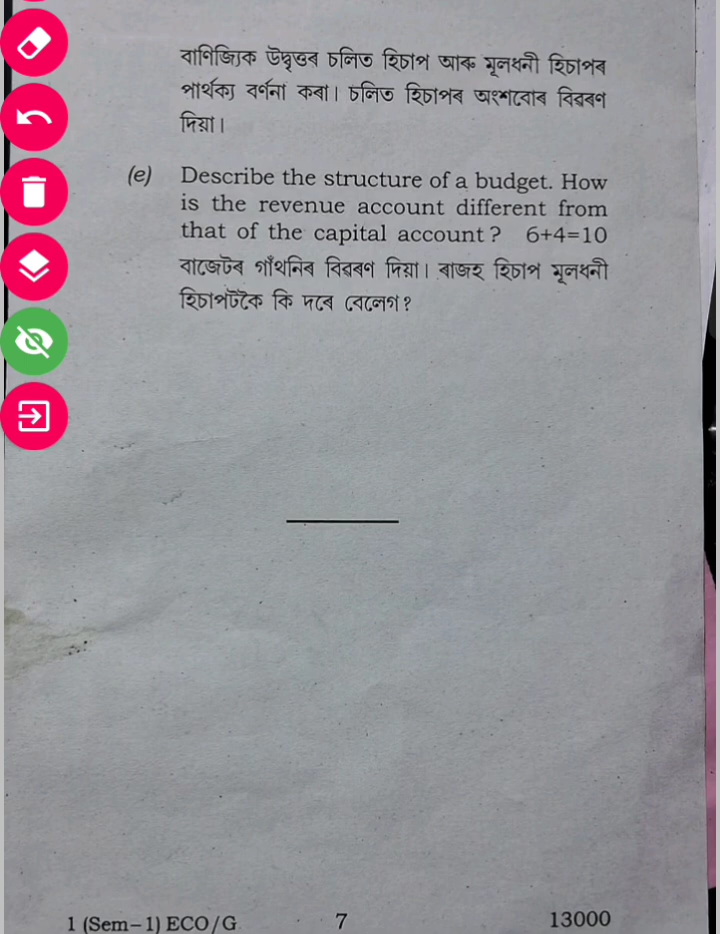 বাণিজ্যিক উদ্বৃত্তৰ চলিত হিচাপ আৰু মূলধনী হিচাপৰ
পাৰ্থক্য বৰ্ণনা কৰা। চলিত হিচাপৰ অংশবোৰ বিৱৰণ
দিয়া।
(e) Describe the structure of a budget. How
is the revenue account different from
that of the capital account? 6+4=10
বাজেটৰ গাঁথনিৰ বিৱৰণ দিয়া। ৰাজহ হিচাপ মূলধনী
হিচাপটকৈ কি দৰে বেলেগ?
1 (Sem-1) ECO/G 7 13000